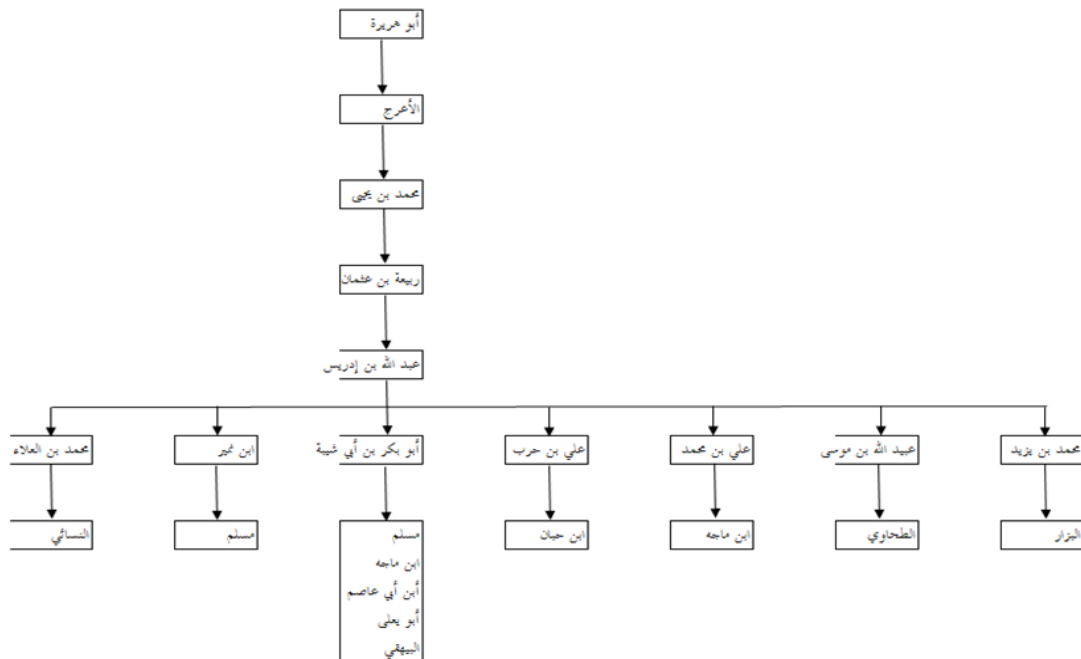 أبو هريرة
الأعرج
محمد بن يحيى
ربيعة بن عثمان
عبد الله بن إدريس
محمد بن يزيد
عبيد الله بن موسى
علي بن محمد
علي بن حرب
أبو بكر بن أبي شيبة
ابن نمير
محمد بن العلاء
البزار
الطحاوي
ابن ماجه
ابن حبان
مسلم
ابن ماجه
أبن أبي عاصم
أبو يعلى
البيهقي
مسلم
النسائي